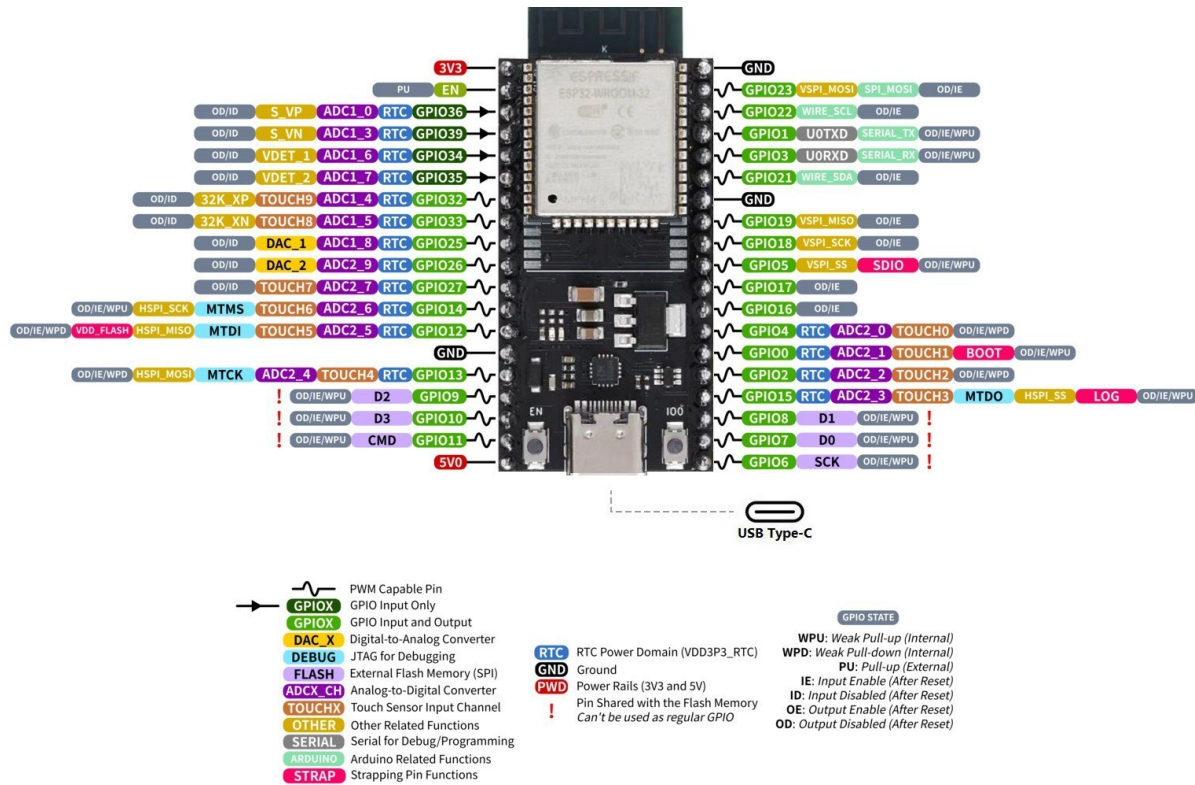 K
ESPRESSIF
ESP32-WROOM-32
3V3
PU EN
OD/ID S_VP ADC1_0 RTC GPIO36
OD/ID S_VN ADC1_3 RTC GPIO39
OD/ID VDET_1 ADC1_6 RTC GPIO34
OD/ID VDET_2 ADC1_7 RTC GPIO35
OD/ID 32K_XP TOUCH9 ADC1_4 RTC GPIO32
OD/ID 32K_XN TOUCH8 ADC1_5 RTC GPIO33
OD/ID DAC_1 ADC1_8 RTC GPIO25
OD/ID DAC_2 ADC2_9 RTC GPIO26
OD/ID TOUCH7 ADC2_7 RTC GPIO27
OD/IE/WPU HSPI_SCK MTMS TOUCH6 ADC2_6 RTC GPIO14
OD/IE/WPD VDD_FLASH HSPI_MISO MTDI TOUCH5 ADC2_5 RTC GPIO12
GND
OD/IE/WPD HSPI_MOSI MTCK ADC2_4 TOUCH4 RTC GPIO13
! OD/IE/WPU D2 GPIO9
! OD/IE/WPU D3 GPIO10
! OD/IE/WPU CMD GPIO11
5V0
GND
GPIO23 VSPI_MOSI SPI_MOSI OD/IE
GPIO22 WIRE_SCL OD/IE
GPIO1 U0TXD SERIAL_TX OD/IE/WPU
GPIO3 U0RXD SERIAL_RX OD/IE/WPU
GPIO21 WIRE_SDA OD/IE
GND
GPIO19 VSPI_MISO OD/IE
GPIO18 VSPI_SCK OD/IE
GPIO5 VSPI_SS SDIO OD/IE/WPU
GPIO17 OD/IE
GPIO16 OD/IE
GPIO4 RTC ADC2_0 TOUCH0 OD/IE/WPD
GPIO0 RTC ADC2_1 TOUCH1 BOOT OD/IE/WPU
GPIO2 RTC ADC2_2 TOUCH2 OD/IE/WPD
GPIO15 RTC ADC2_3 TOUCH3 MTDO HSPI_SS LOG OD/IE/WPU
GPIO8 D1 OD/IE/WPU !
GPIO7 D0 OD/IE/WPU !
GPIO6 SCK OD/IE/WPU !
EN
IO0
USB Type-C
PWM Capable Pin
GPIOX GPIO Input Only
GPIOX GPIO Input and Output
DAC_X Digital-to-Analog Converter
DEBUG JTAG for Debugging
FLASH External Flash Memory (SPI)
ADCX_CH Analog-to-Digital Converter
TOUCHX Touch Sensor Input Channel
OTHER Other Related Functions
SERIAL Serial for Debug/Programming
ARDUINO Arduino Related Functions
STRAP Strapping Pin Functions
RTC RTC Power Domain (VDD3P3_RTC)
GND Ground
PWD Power Rails (3V3 and 5V)
! Pin Shared with the Flash Memory
Can't be used as regular GPIO
GPIO STATE
WPU: Weak Pull-up (Internal)
WPD: Weak Pull-down (Internal)
PU: Pull-up (External)
IE: Input Enable (After Reset)
ID: Input Disabled (After Reset)
OE: Output Enable (After Reset)
OD: Output Disabled (After Reset)